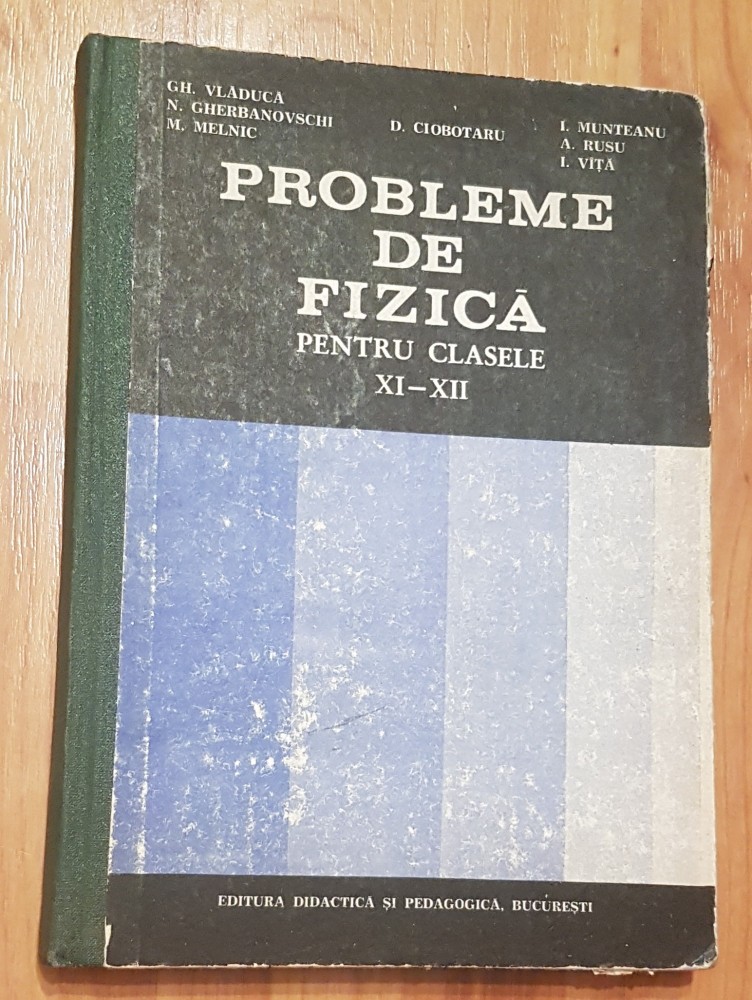 GH. VLADUCA
N. GHERBANOVSCHI
M. MELNIC
D. CIOBOTARU
I. MUNTEANU
A. RUSU
I. VÎȚĂ
PROBLEME
DE
FIZICĂ
PENTRU CLASELE
XI–XII
EDITURA DIDACTICĂ ȘI PEDAGOGICĂ, BUCUREȘTI